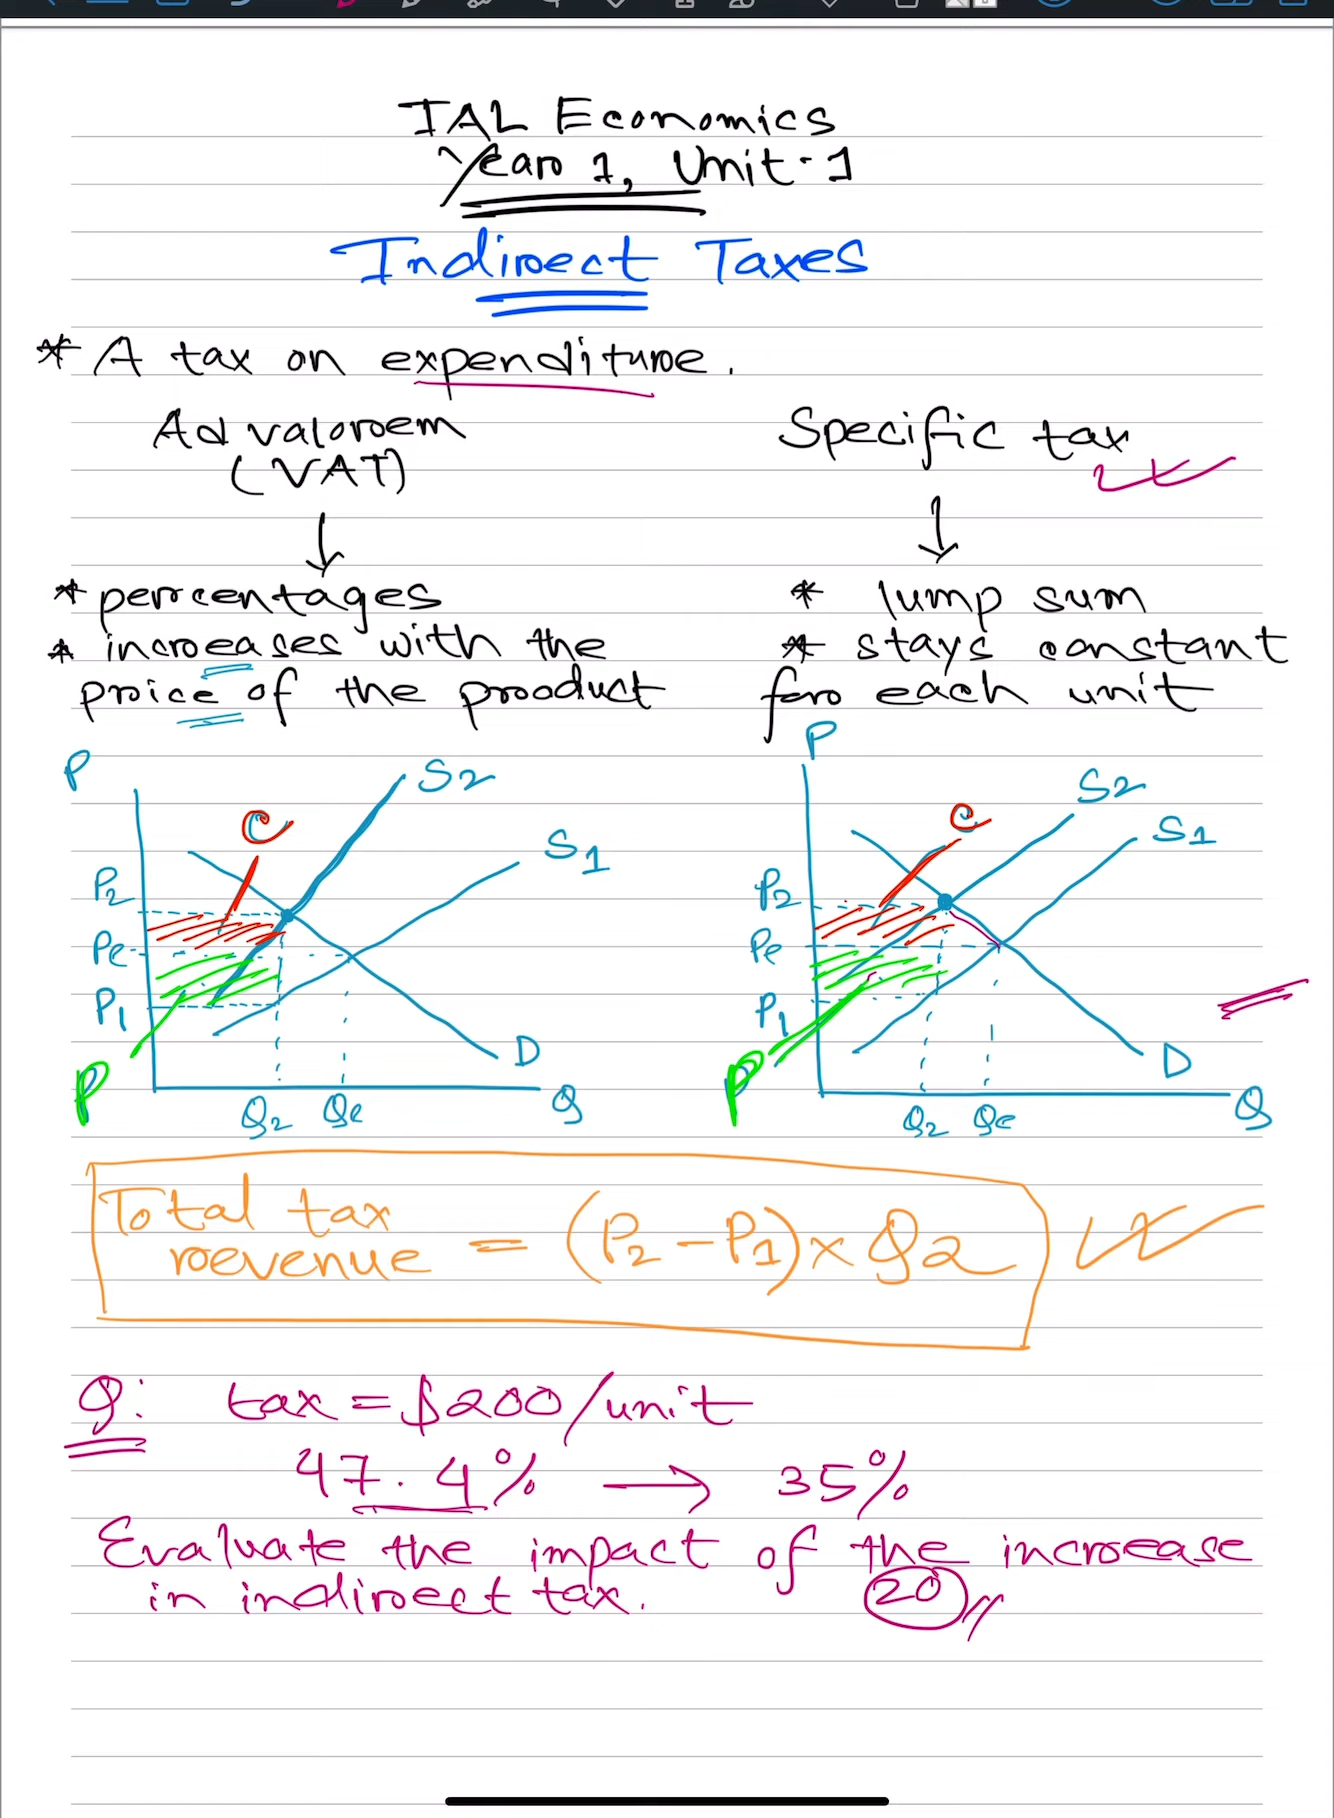 IAL Economics
Year 1, Unit-1
Indirect Taxes
* A tax on expenditure.
Ad valorem
(VAT)
* percentages
* increases with the
price of the product
Specific tax
* lump sum
* stays constant
for each unit
P
S2
C
S1
P2
Pe
P1
P
D
Q2 Qe Q
P
S2
C
S1
P2
Pe
P1
P
D
Q2 Qe Q
Total tax
revenue = (P2 - P1) x Q2
Q: tax = $200/unit
47.4% → 35%
Evaluate the impact of the increase
in indirect tax. 20